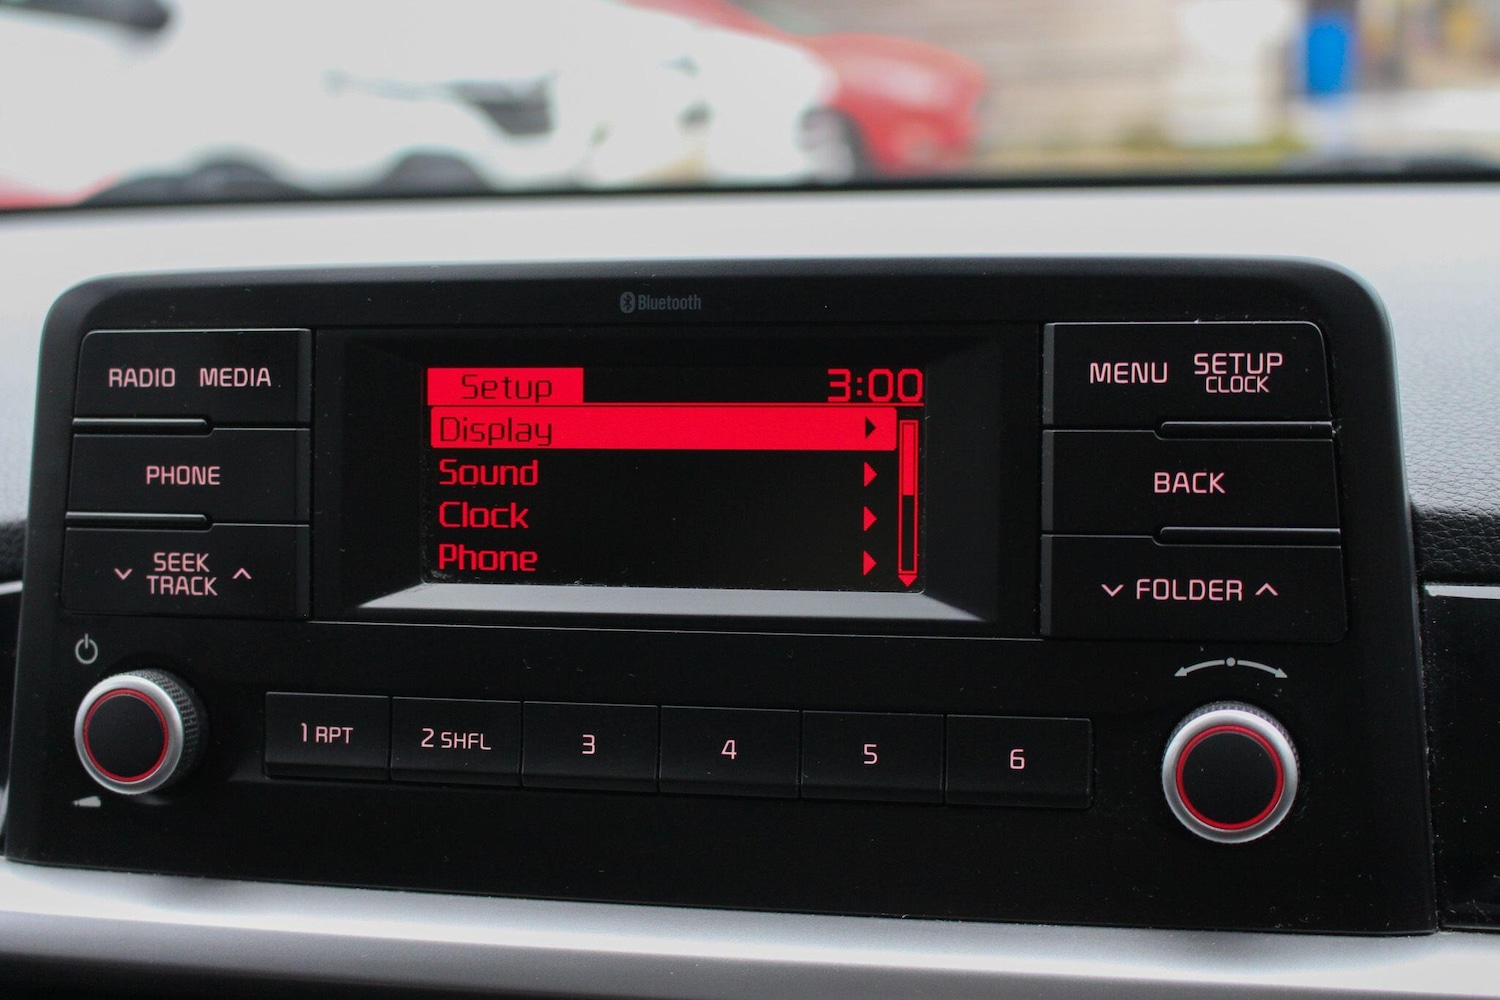 Bluetooth
RADIO MEDIA
PHONE
SEEK
TRACK
Setup 3:00
Display
Sound
Clock
Phone
MENU SETUP
CLOCK
BACK
FOLDER
1 RPT 2 SHFL 3 4 5 6